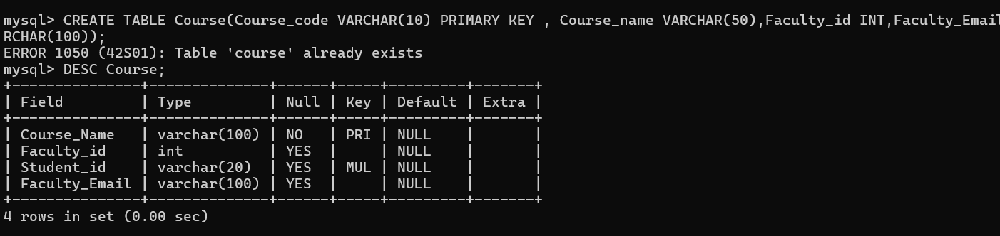 mysql> CREATE TABLE Course(Course_code VARCHAR(10) PRIMARY KEY , Course_name VARCHAR(50),Faculty_id INT,Faculty_Email
RCHAR(100));
ERROR 1050 (42S01): Table 'course' already exists
mysql> DESC Course;
+---------------+--------------+------+-----+---------+-------+
| Field         | Type         | Null | Key | Default | Extra |
+---------------+--------------+------+-----+---------+-------+
| Course_Name   | varchar(100) | NO   | PRI | NULL    |       |
| Faculty_id    | int          | YES  |     | NULL    |       |
| Student_id    | varchar(20)  | YES  | MUL | NULL    |       |
| Faculty_Email | varchar(100) | YES  |     | NULL    |       |
+---------------+--------------+------+-----+---------+-------+
4 rows in set (0.00 sec)